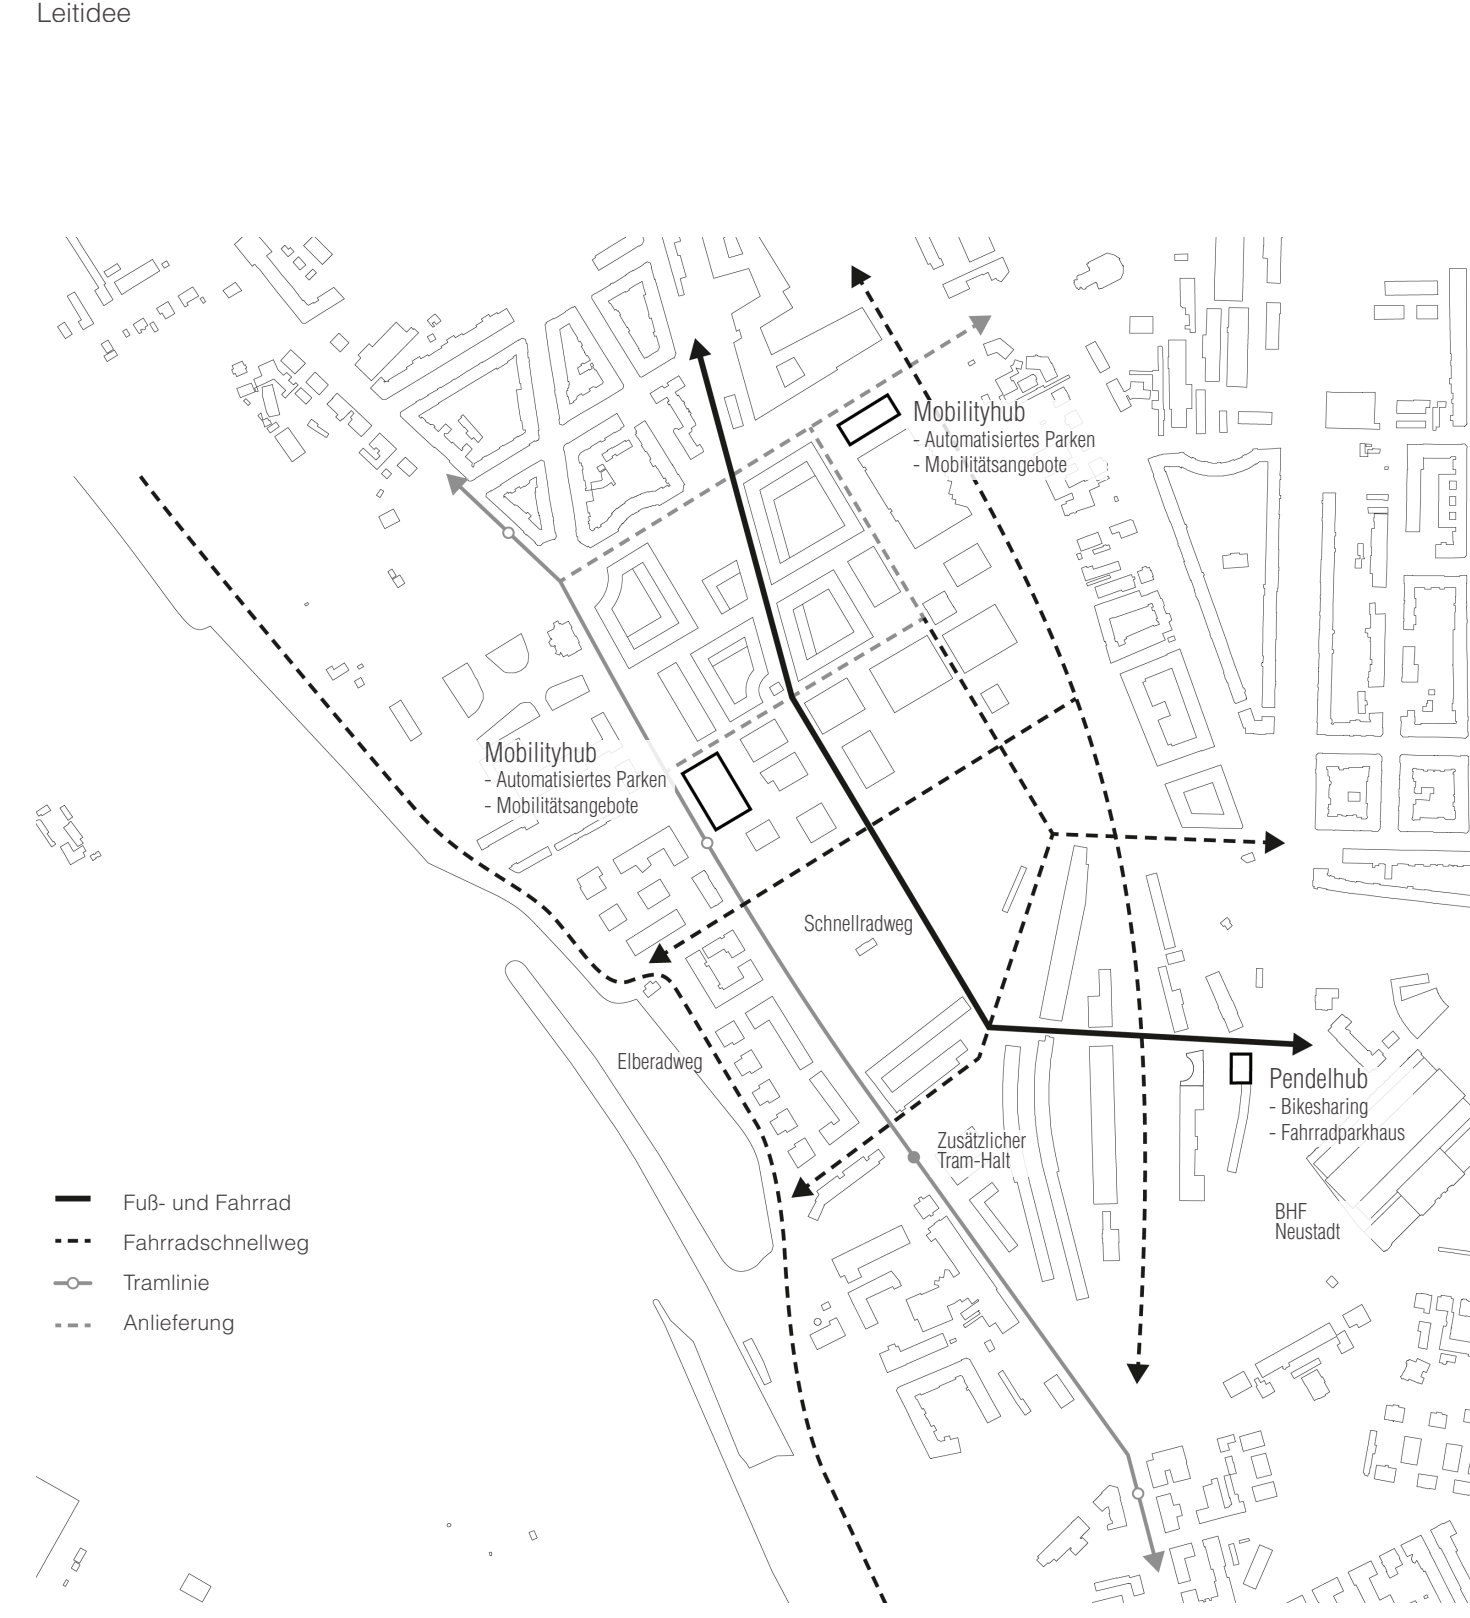 Leitidee
Mobilityhub
- Automatisiertes Parken
- Mobilitätsangebote
Mobilityhub
- Automatisiertes Parken
- Mobilitätsangebote
Schnellradweg
Elberadweg
Pendelhub
- Bikesharing
- Fahrradparkhaus
Zusätzlicher
Tram-Halt
BHF
Neustadt
Fuß- und Fahrrad
Fahrradschnellweg
Tramlinie
Anlieferung